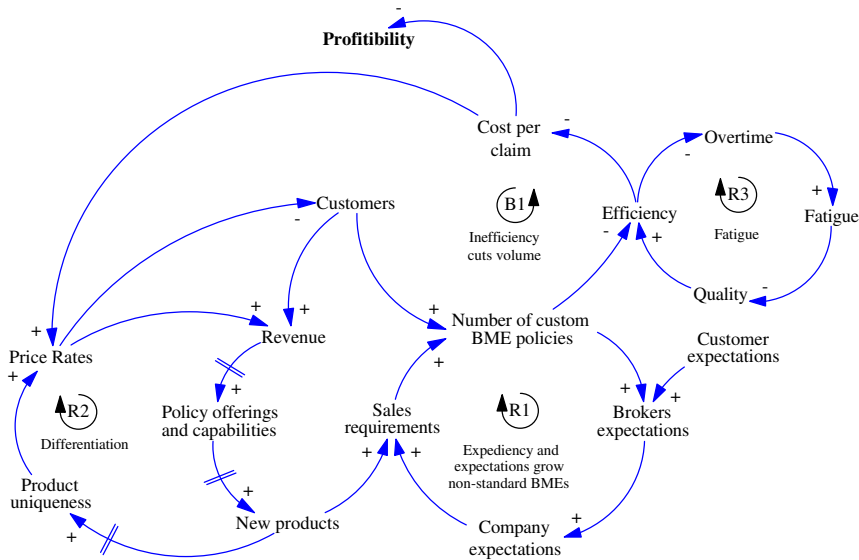 -
Profitibility
Cost per
claim
-
-
Overtime
-
R3
Fatigue
+
Fatigue
Customers
-
B1
Inefficiency
cuts volume
Efficiency
-
+
Quality
-
+
Price Rates
+
+
Revenue
+
+
Number of custom
BME policies
+
Customer
expectations
R2
Differentiation
+
Policy offerings
and capabilities
Sales
requirements
+
+
R1
Expediency and
expectations grow
non-standard BMEs
+
+
Brokers
expectations
Product
uniqueness
+
+
New products
Company
expectations
+